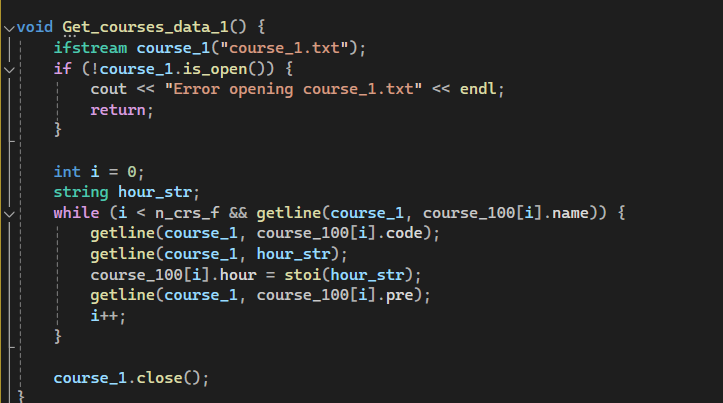 void Get_courses_data_1() {
    ifstream course_1("course_1.txt");
    if (!course_1.is_open()) {
        cout << "Error opening course_1.txt" << endl;
        return;
    }

    int i = 0;
    string hour_str;
    while (i < n_crs_f && getline(course_1, course_100[i].name)) {
        getline(course_1, course_100[i].code);
        getline(course_1, hour_str);
        course_100[i].hour = stoi(hour_str);
        getline(course_1, course_100[i].pre);
        i++;
    }

    course_1.close();
}